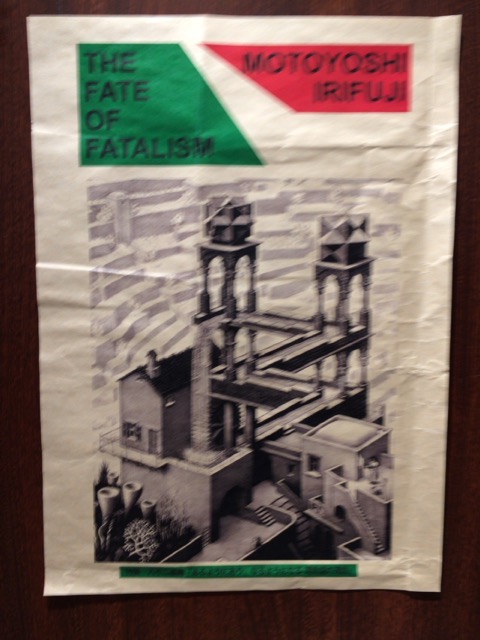 THE
FATE
OF
FATALISM
MOTOYOSHI
IRIFUJI